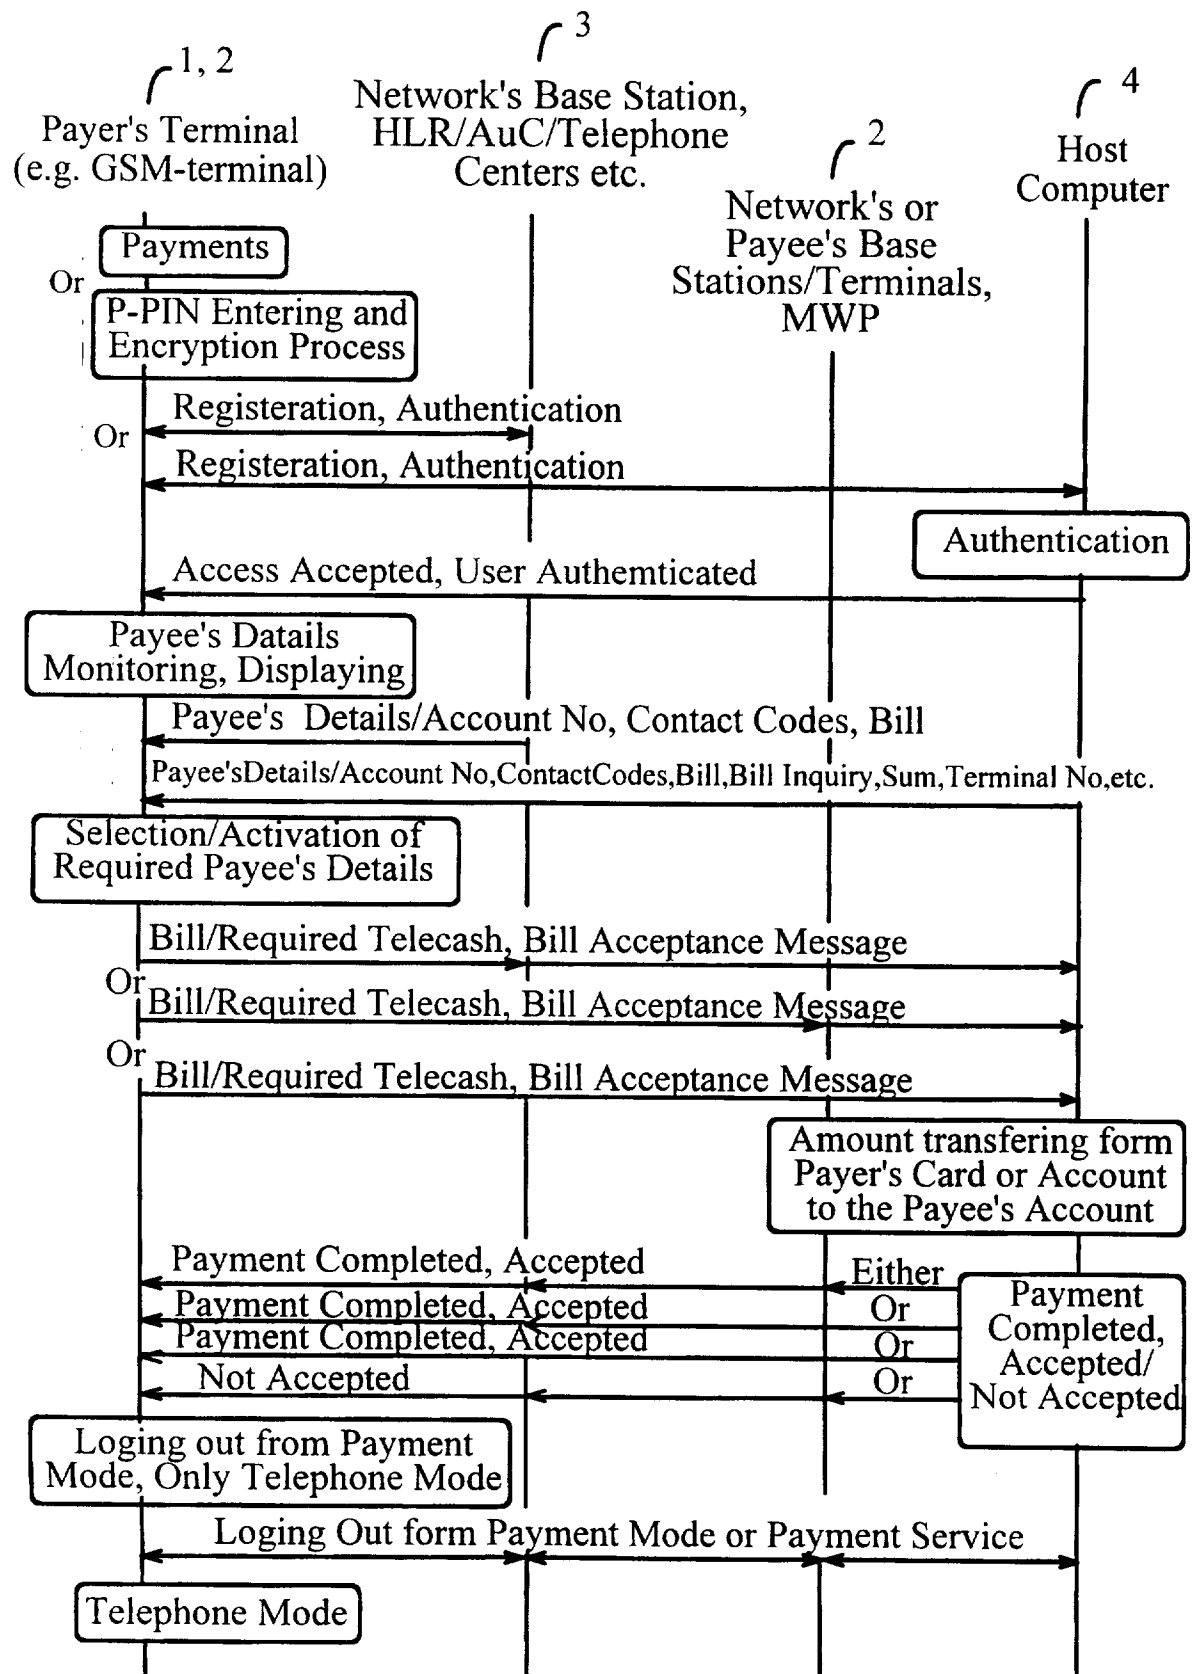 1, 2
3
4
2
Payer's Terminal
(e.g. GSM-terminal)
Network's Base Station,
HLR/AuC/Telephone
Centers etc.
Network's or
Payee's Base
Stations/Terminals,
MWP
Host
Computer
Payments
Or
P-PIN Entering and
Encryption Process
Registeration, Authentication
Or
Registeration, Authentication
Authentication
Access Accepted, User Authemticated
Payee's Datails
Monitoring, Displaying
Payee's Details/Account No, Contact Codes, Bill
Payee'sDetails/Account No,ContactCodes,Bill,Bill Inquiry,Sum,Terminal No,etc.
Selection/Activation of
Required Payee's Details
Bill/Required Telecash, Bill Acceptance Message
Or
Bill/Required Telecash, Bill Acceptance Message
Or
Bill/Required Telecash, Bill Acceptance Message
Amount transfering form
Payer's Card or Account
to the Payee's Account
Payment Completed, Accepted
Either
Payment Completed, Accepted
Or
Payment Completed, Accepted
Or
Not Accepted
Or
Payment
Completed,
Accepted/
Not Accepted
Loging out from Payment
Mode, Only Telephone Mode
Loging Out form Payment Mode or Payment Service
Telephone Mode